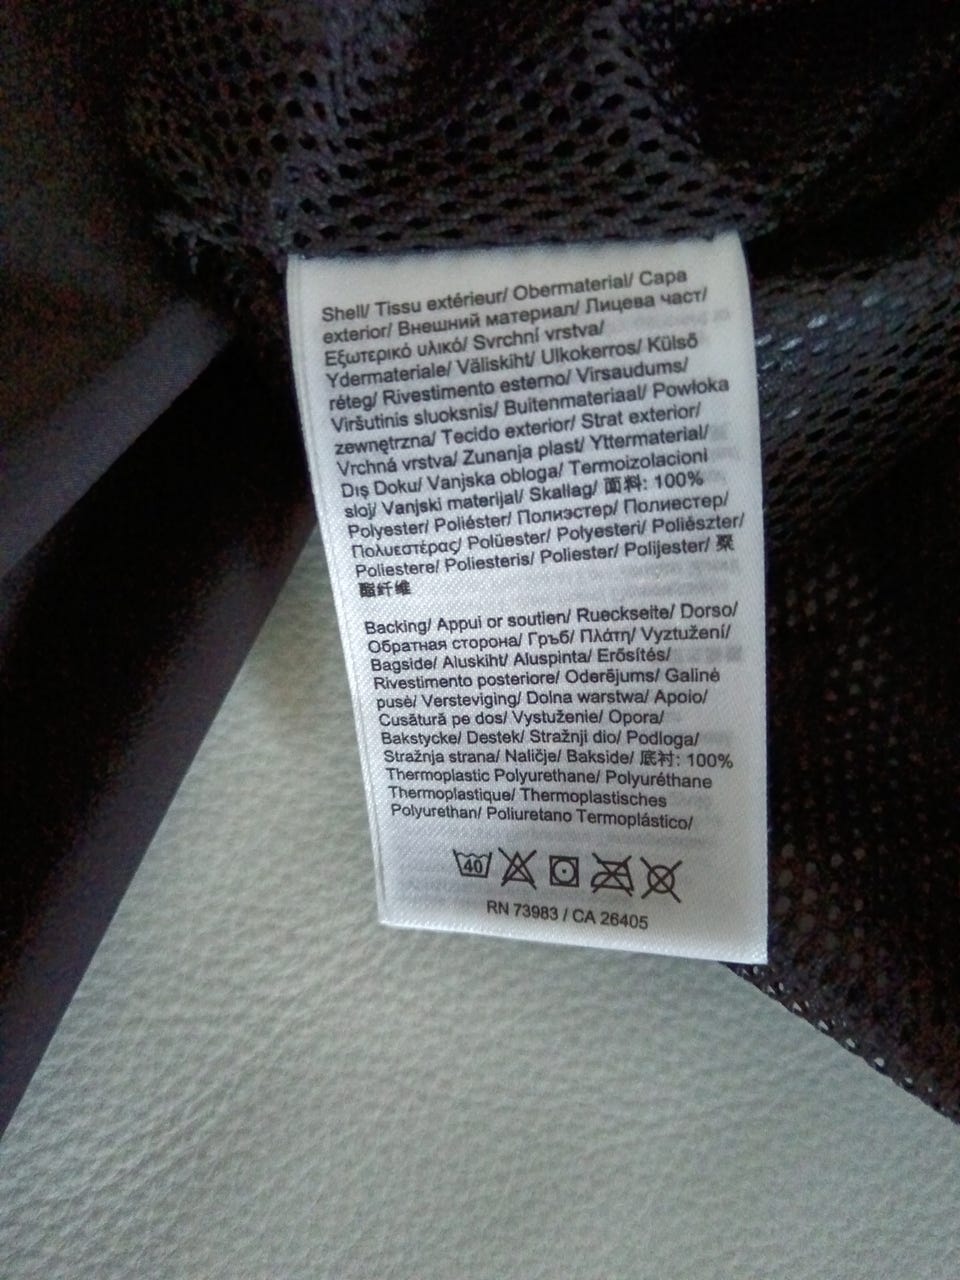 Shell/ Tissu extérieur/ Obermaterial/ Capa
exterior/ Внешний материал/ Лицева част/
Εξωτερικό υλικό/ Svrchní vrstva/
Ydermateriale/ Väliskiht/ Ulkokerros/ Külső
réteg/ Rivestimento esterno/ Virsaudums/
Viršutinis sluoksnis/ Buitenmateriaal/ Powłoka
zewnętrzna/ Tecido exterior/ Strat exterior/
Vrchná vrstva/ Zunanja plast/ Yttermaterial/
Dış Doku/ Vanjska obloga/ Termoizolacioni
sloj/ Vanjski materijal/ Skallag/ 面料: 100%
Polyester/ Poliéster/ Полиэстер/ Полиестер/
Πολυεστέρας/ Polüester/ Polyesteri/ Poliészter/
Poliestere/ Poliesteris/ Poliester/ Polijester/ 聚
酯纤维
Backing/ Appui or soutien/ Rueckseite/ Dorso/
Обратная сторона/ Гръб/ Πλάτη/ Vyztužení/
Bagside/ Aluskiht/ Aluspinta/ Erősítés/
Rivestimento posteriore/ Oderējums/ Galinė
pusė/ Versteviging/ Dolna warstwa/ Apoio/
Cusătură pe dos/ Vystuženie/ Opora/
Bakstycke/ Destek/ Stražnji dio/ Podloga/
Stražnja strana/ Naličje/ Bakside/ 底衬: 100%
Thermoplastic Polyurethane/ Polyuréthane
Thermoplastique/ Thermoplastisches
Polyurethan/ Poliuretano Termoplástico/
40
RN 73983 / CA 26405